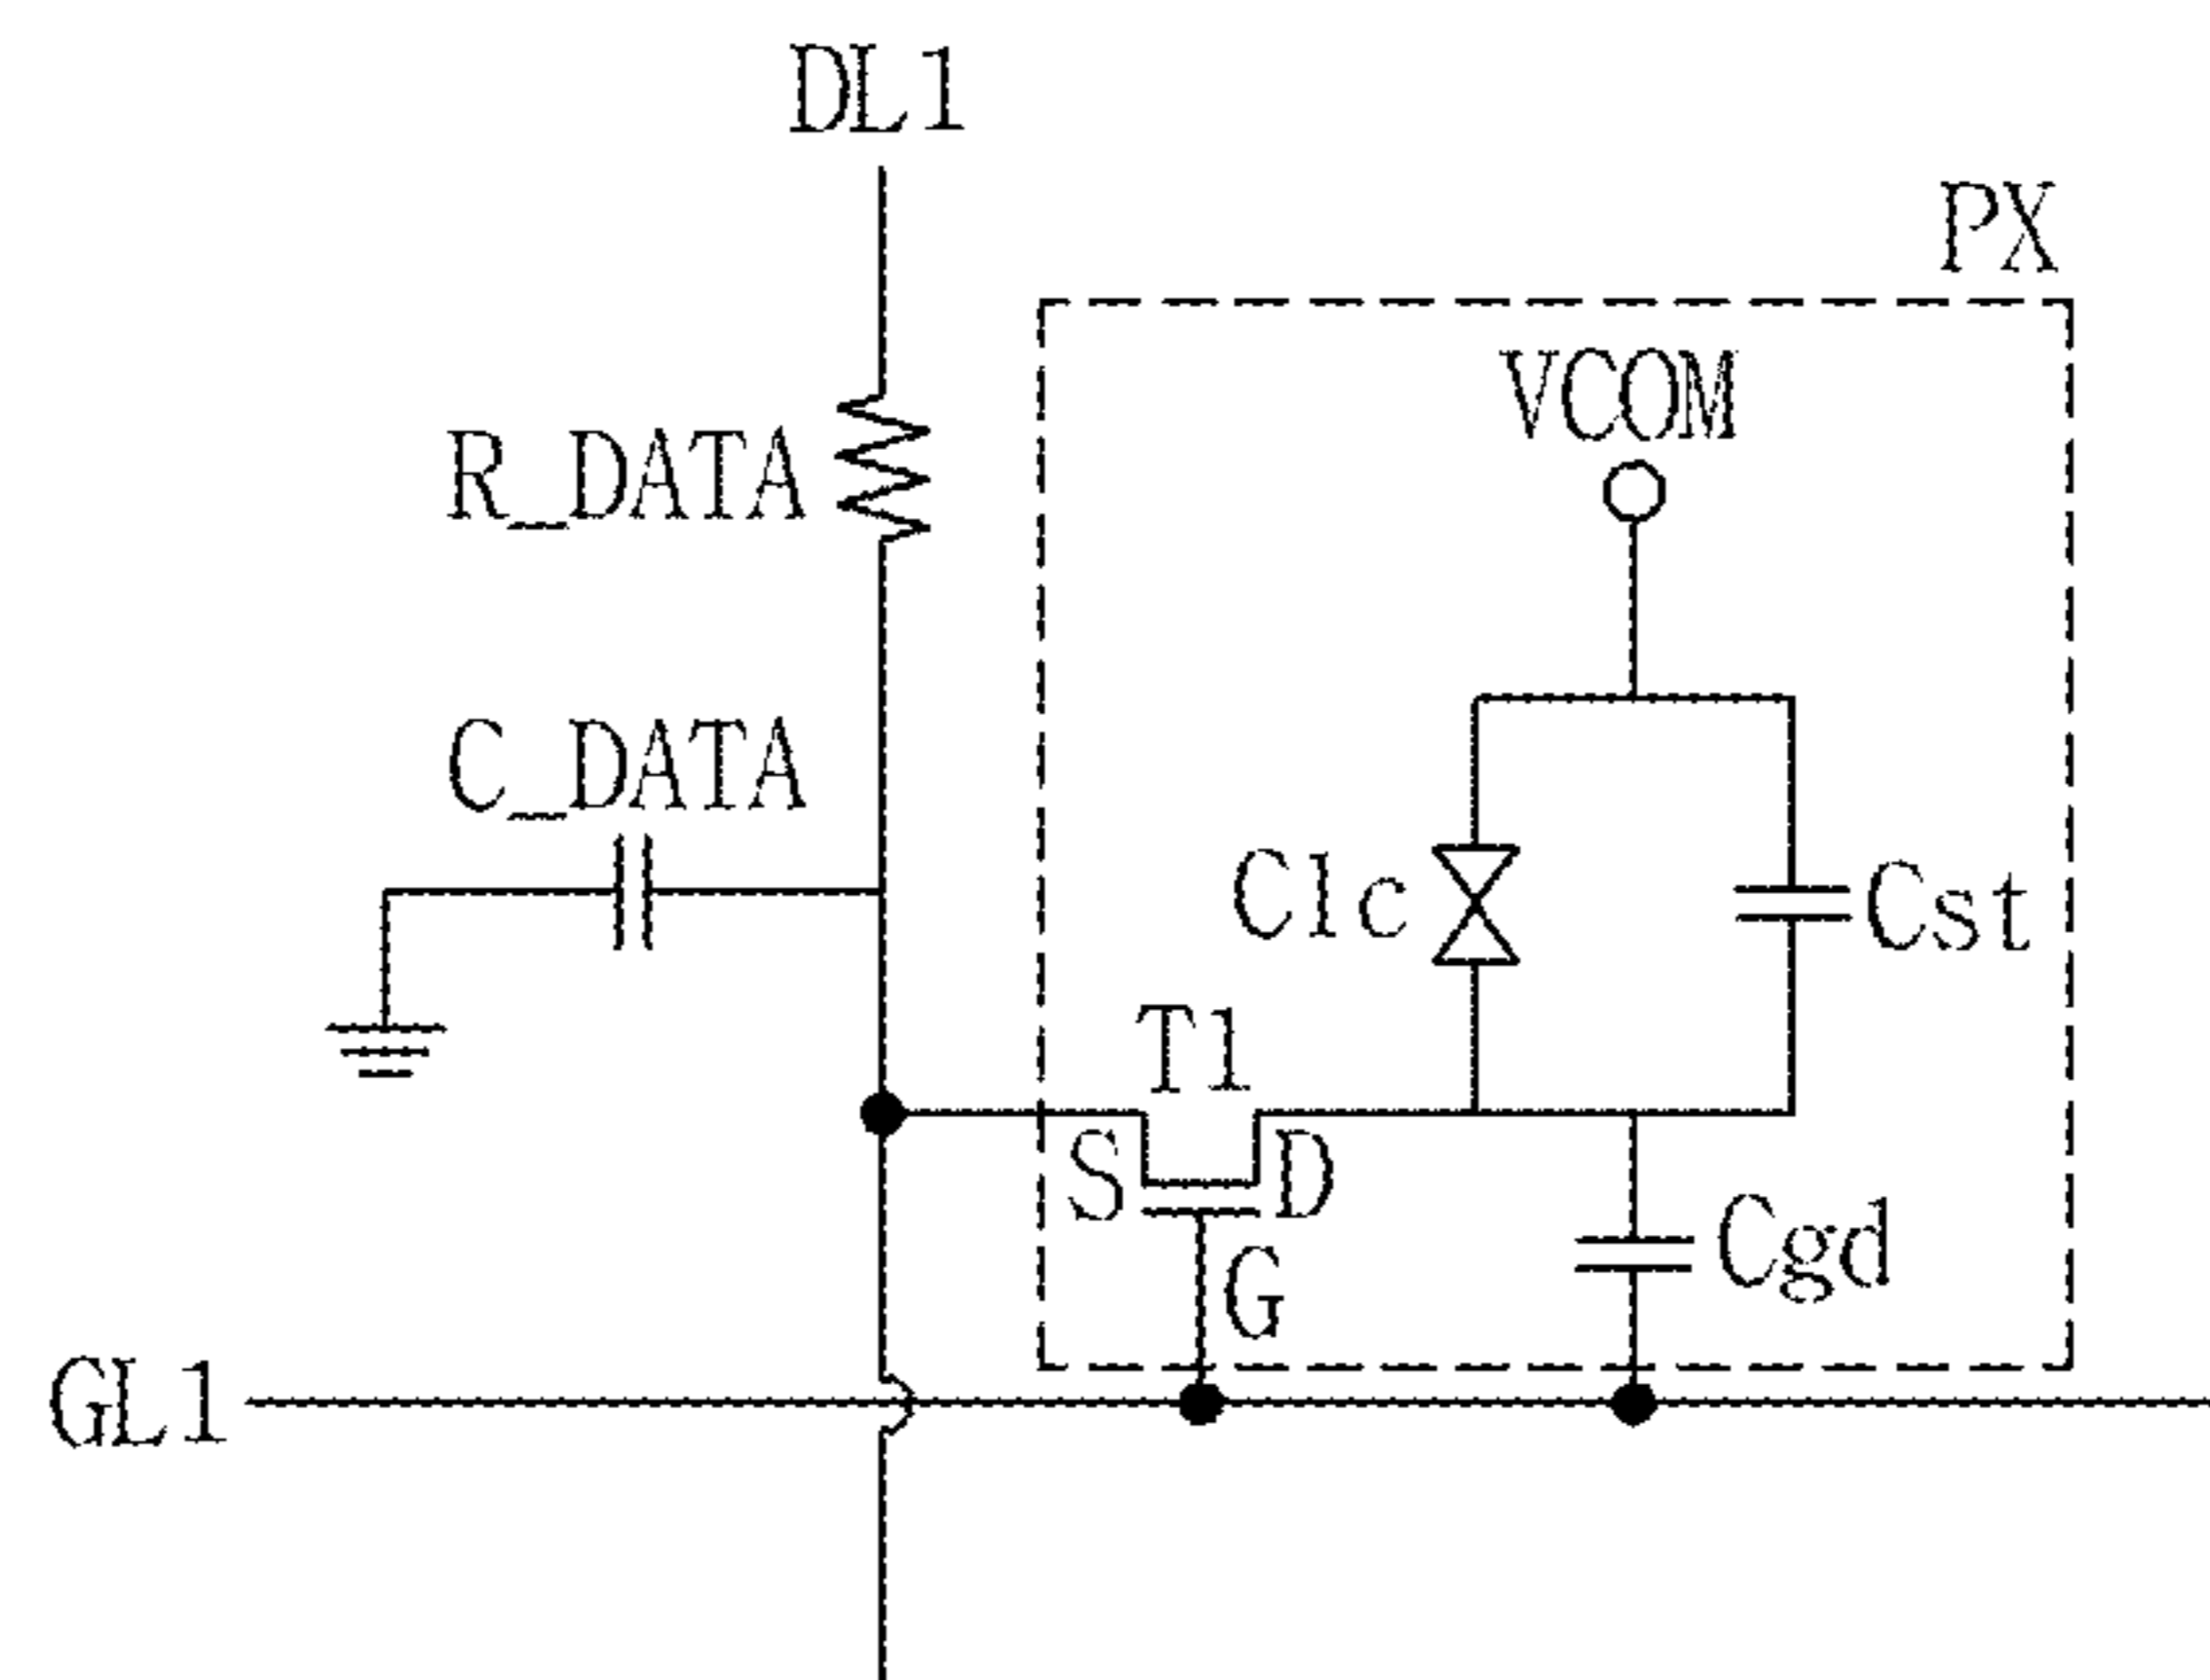 DL1
PX
VCOM
R_DATA
C_DATA
Clc
Cst
T1
S
D
Cgd
G
GL1